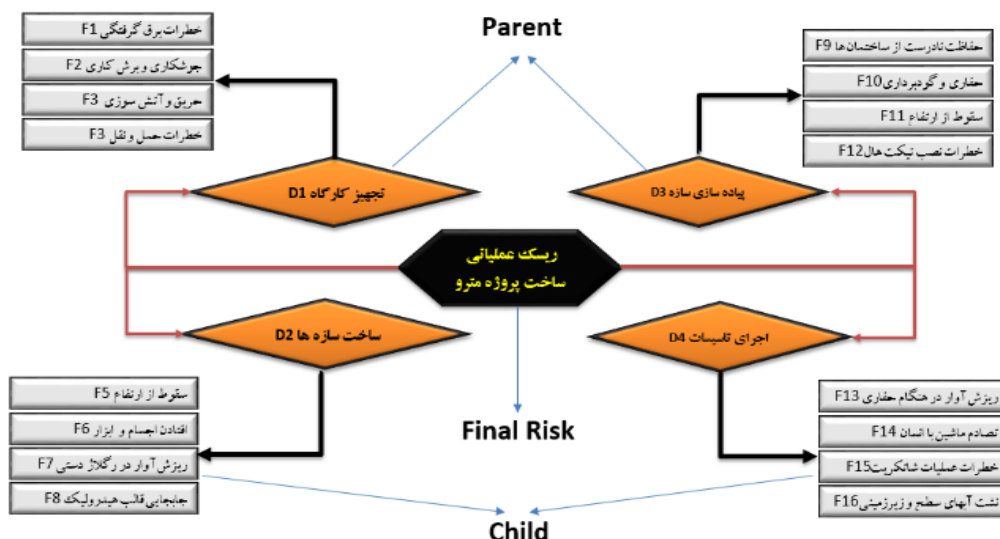 Parent
خطرات برق گرفتگی F1
جوشکاری و برش کاری F2
حریق و آتش سوزی F3
خطرات حمل و نقل F3
حفاظت نادرست از ساختمان ها F9
حفاری و گودبرداری F10
سقوط از ارتفاع F11
خطرات نصب تیکت هال F12
تجهیز کارگاه D1
پیاده سازی سازه D3
ریسک عملیاتی
ساخت پروژه مترو
ساخت سازه ها D2
اجرای تاسیسات D4
سقوط از ارتفاع F5
افتادن اجسام و ابزار F6
ریزش آوار در رگلاژ دستی F7
جابجایی قالب هیدرولیک F8
Final Risk
ریزش آوار در هنگام حفاری F13
تصادم ماشین با انسان F14
خطرات عملیات شاتکریت F15
نشت آبهای سطح و زیرزمینی F16
Child